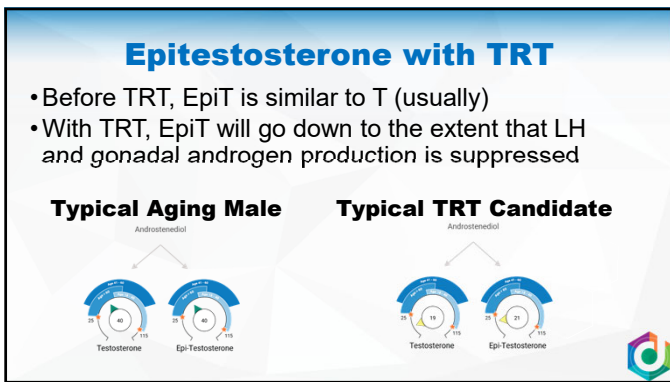 Epitestosterone with TRT
•Before TRT, EpiT is similar to T (usually)
•With TRT, EpiT will go down to the extent that LH
and gonadal androgen production is suppressed
Typical Aging Male
Androstenediol
25
40
115
Testosterone
25
40
115
Epi-Testosterone
Typical TRT Candidate
Androstenediol
25
19
115
Testosterone
25
21
115
Epi-Testosterone